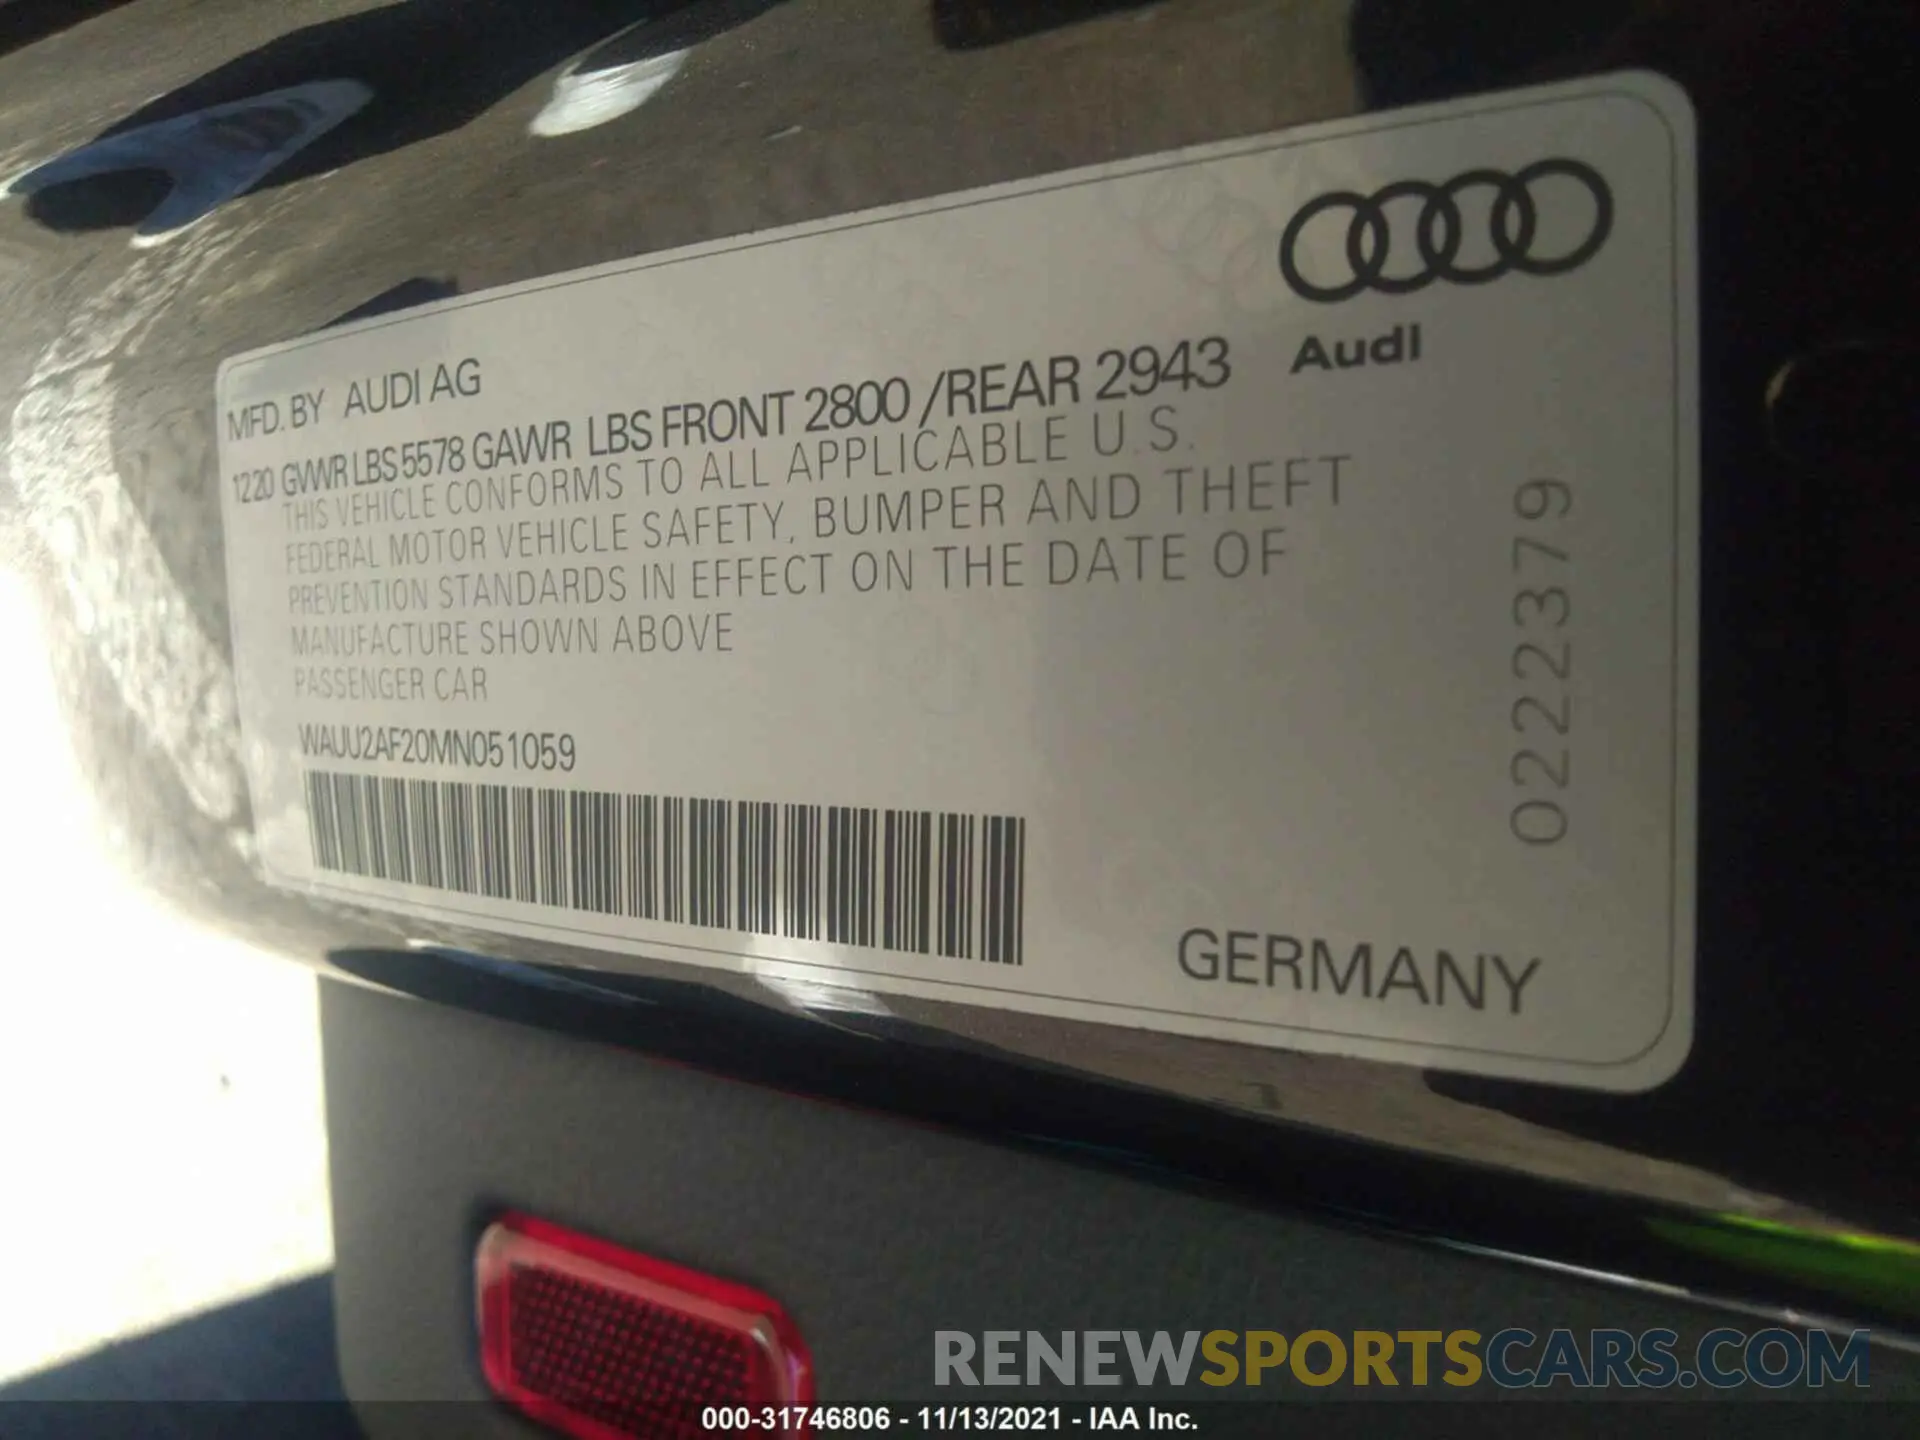 Audi
MFD. BY AUDI AG
1220 GVWR LBS 5578 GAWR LBS FRONT 2800 /REAR 2943
THIS VEHICLE CONFORMS TO ALL APPLICABLE U.S.
FEDERAL MOTOR VEHICLE SAFETY, BUMPER AND THEFT
PREVENTION STANDARDS IN EFFECT ON THE DATE OF
MANUFACTURE SHOWN ABOVE
PASSENGER CAR
WAUU2AF20MN051059
0222379
GERMANY
RENEWSPORTSCARS.COM
000-31746806 - 11/13/2021 - IAA Inc.